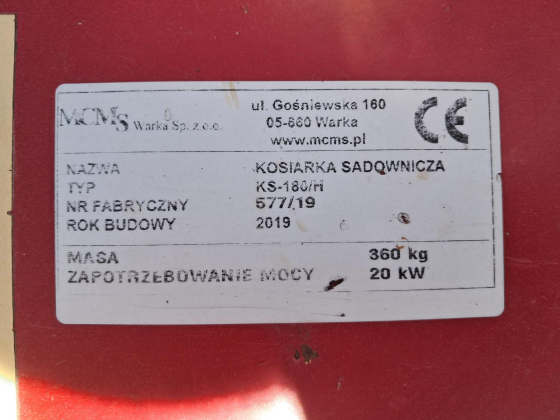 MCMS Warka Sp. z o.o.
ul. Gośniewska 160
05-660 Warka
www.mcms.pl
CE
NAZWA KOSIARKA SADOWNICZA
TYP KS-180/H
NR FABRYCZNY 577/19
ROK BUDOWY 2019
MASA 360 kg
ZAPOTRZEBOWANIE MOCY 20 kW